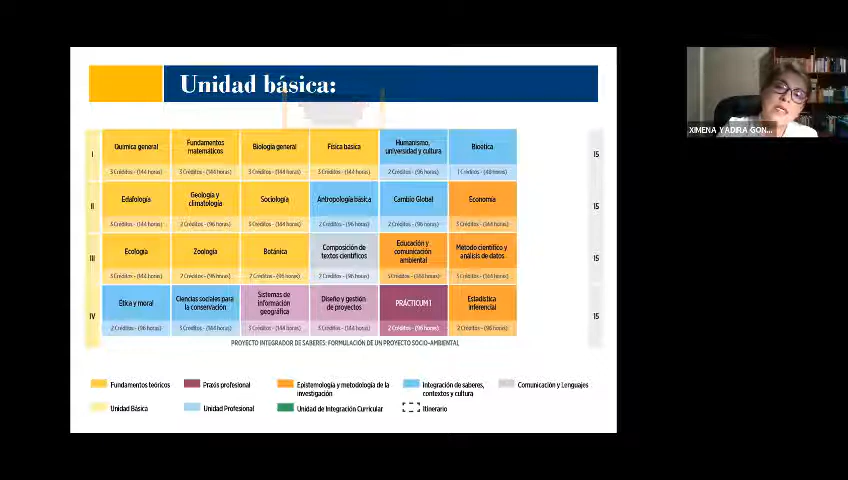 Unidad básica:
XIMENA YADIRA GON...
I
Química general
Fundamentos
matemáticos
Biología general
Física básica
Humanismo,
universidad y cultura
Bioética
15
3 Créditos - (144 horas)
3 Créditos - (144 horas)
3 Créditos - (144 horas)
3 Créditos - (144 horas)
2 Créditos - (96 horas)
1 Créditos - (48 horas)
II
Edafología
Geología y
climatología
Sociología
Antropología básica
Cambio Global
Economía
15
3 Créditos - (144 horas)
2 Créditos - (96 horas)
3 Créditos - (144 horas)
2 Créditos - (96 horas)
2 Créditos - (96 horas)
3 Créditos - (144 horas)
III
Ecología
Zoología
Botánica
Composición de
textos científicos
Educación y
comunicación
ambiental
Método científico y
análisis de datos
15
3 Créditos - (144 horas)
2 Créditos - (96 horas)
2 Créditos - (96 horas)
2 Créditos - (96 horas)
3 Créditos - (144 horas)
3 Créditos - (144 horas)
IV
Ética y moral
Ciencias sociales para
la conservación
Sistemas de
información
geográfica
Diseño y gestión
de proyectos
PRÁCTICUM 1
Estadística
inferencial
15
2 Créditos - (96 horas)
3 Créditos - (144 horas)
3 Créditos - (144 horas)
3 Créditos - (144 horas)
2 Créditos - (96 horas)
2 Créditos - (96 horas)
PROYECTO INTEGRADOR DE SABERES: FORMULACIÓN DE UN PROYECTO SOCIO-AMBIENTAL
Fundamentos teóricos
Praxis profesional
Epistemología y metodología de la
investigación
Integración de saberes,
contextos y cultura
Comunicación y Lenguajes
Unidad Básica
Unidad Profesional
Unidad de Integración Curricular
Itinerario